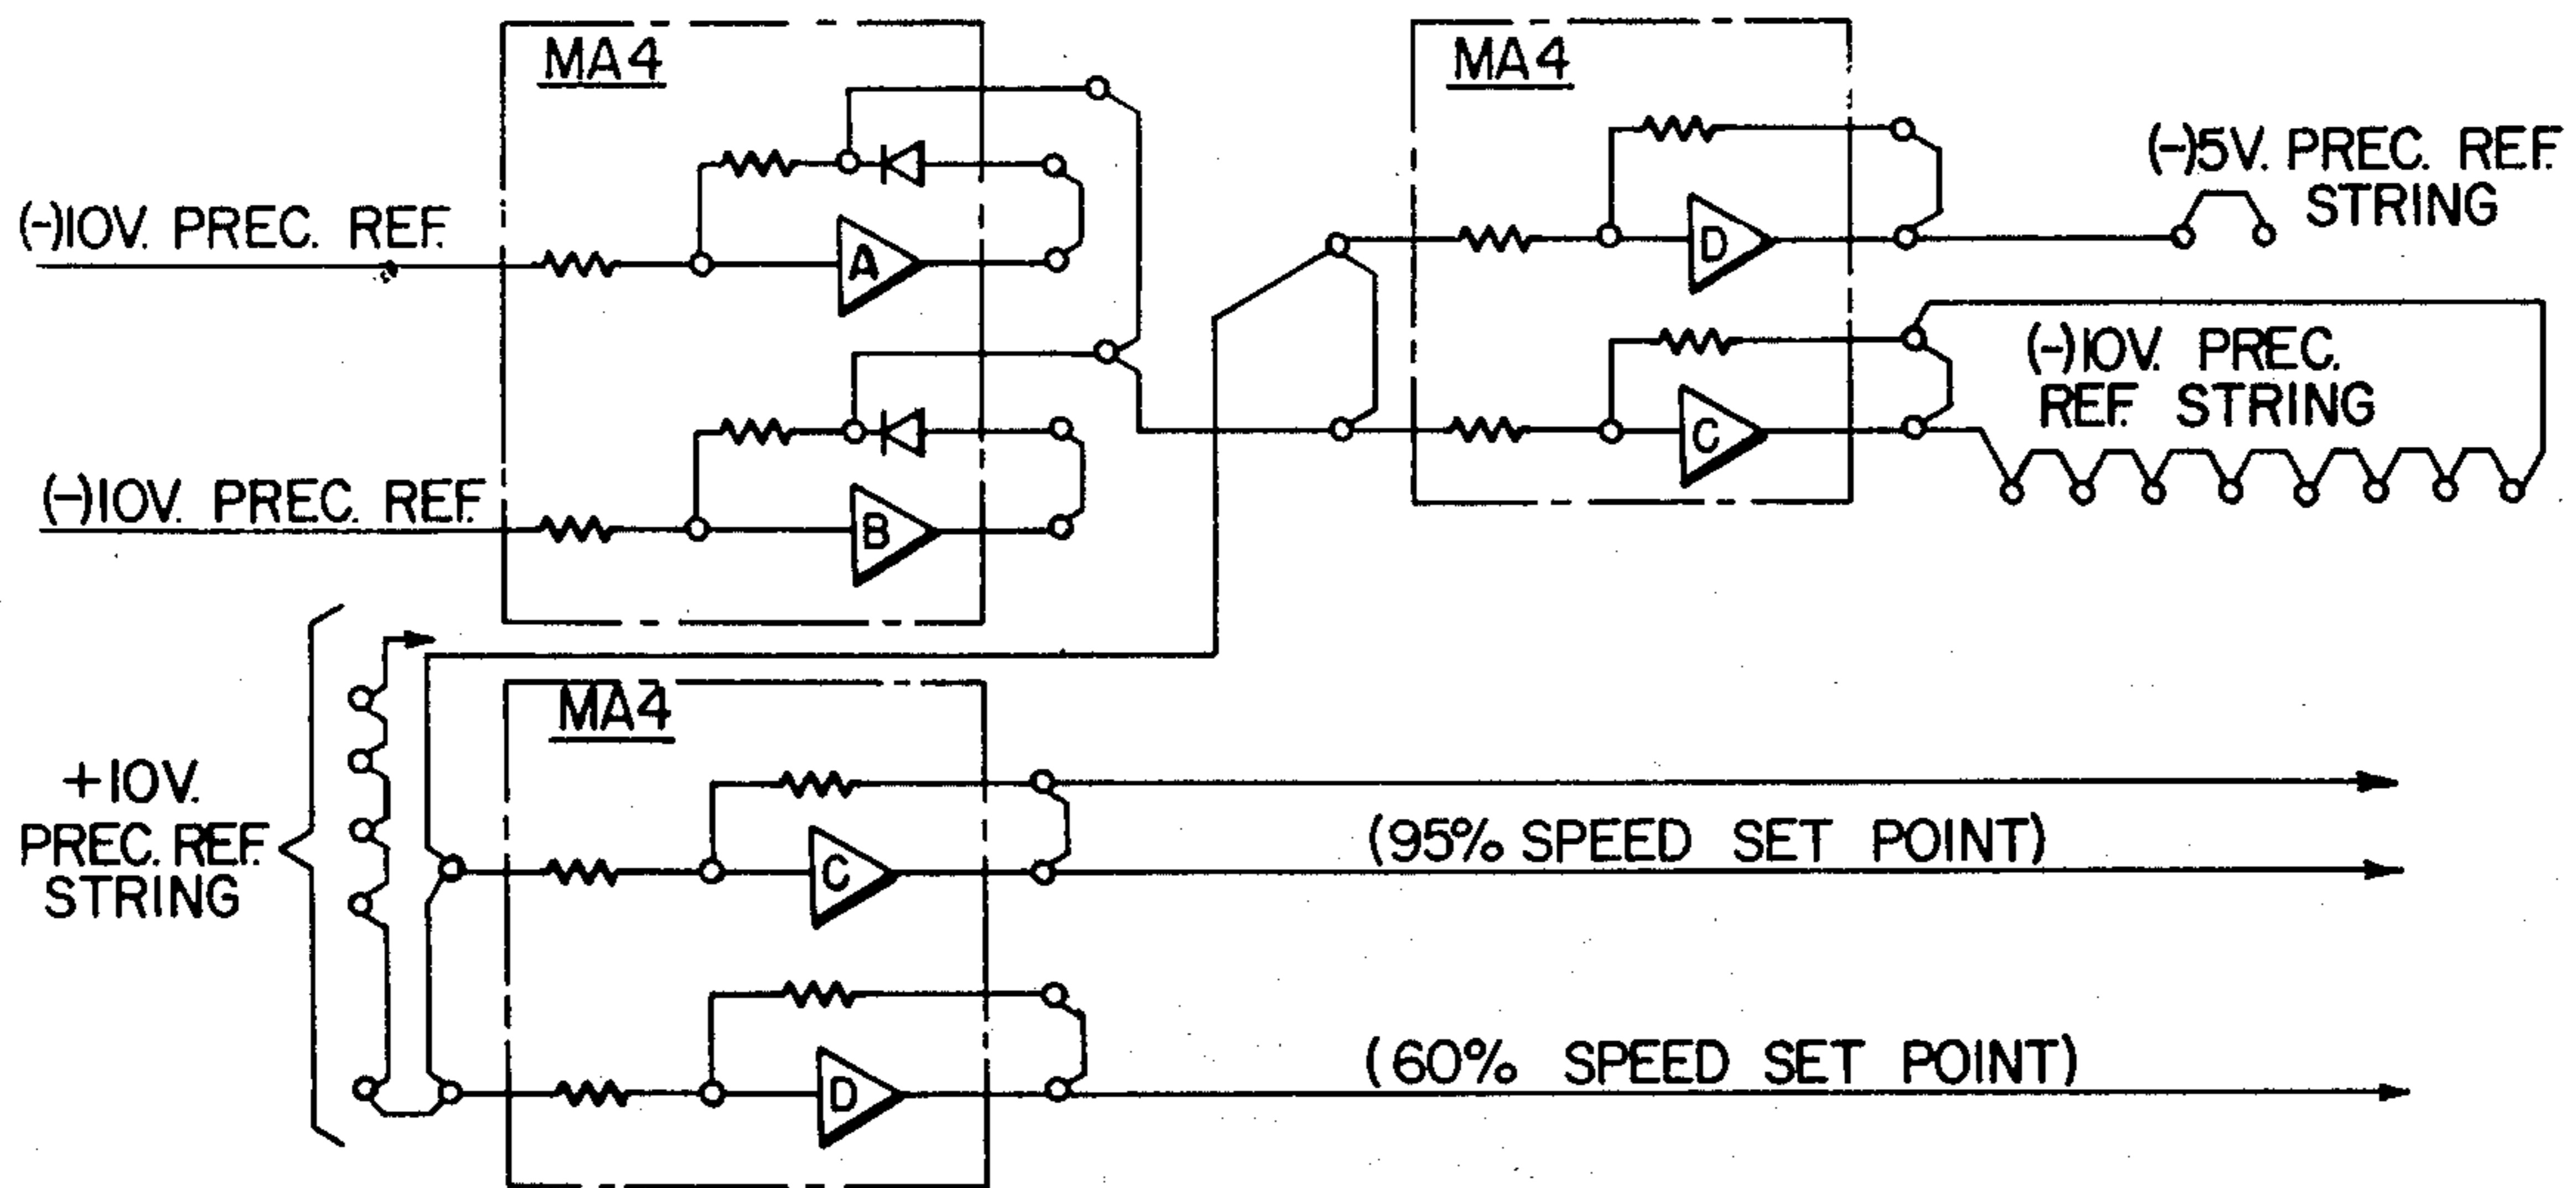 MA4
(-)10V. PREC. REF.
A
(-)10V. PREC. REF.
B
MA4
D
(-)5V. PREC. REF.
STRING
C
(-)10V. PREC.
REF. STRING
+10V.
PREC. REF.
STRING
MA4
C
(95% SPEED SET POINT)
D
(60% SPEED SET POINT)